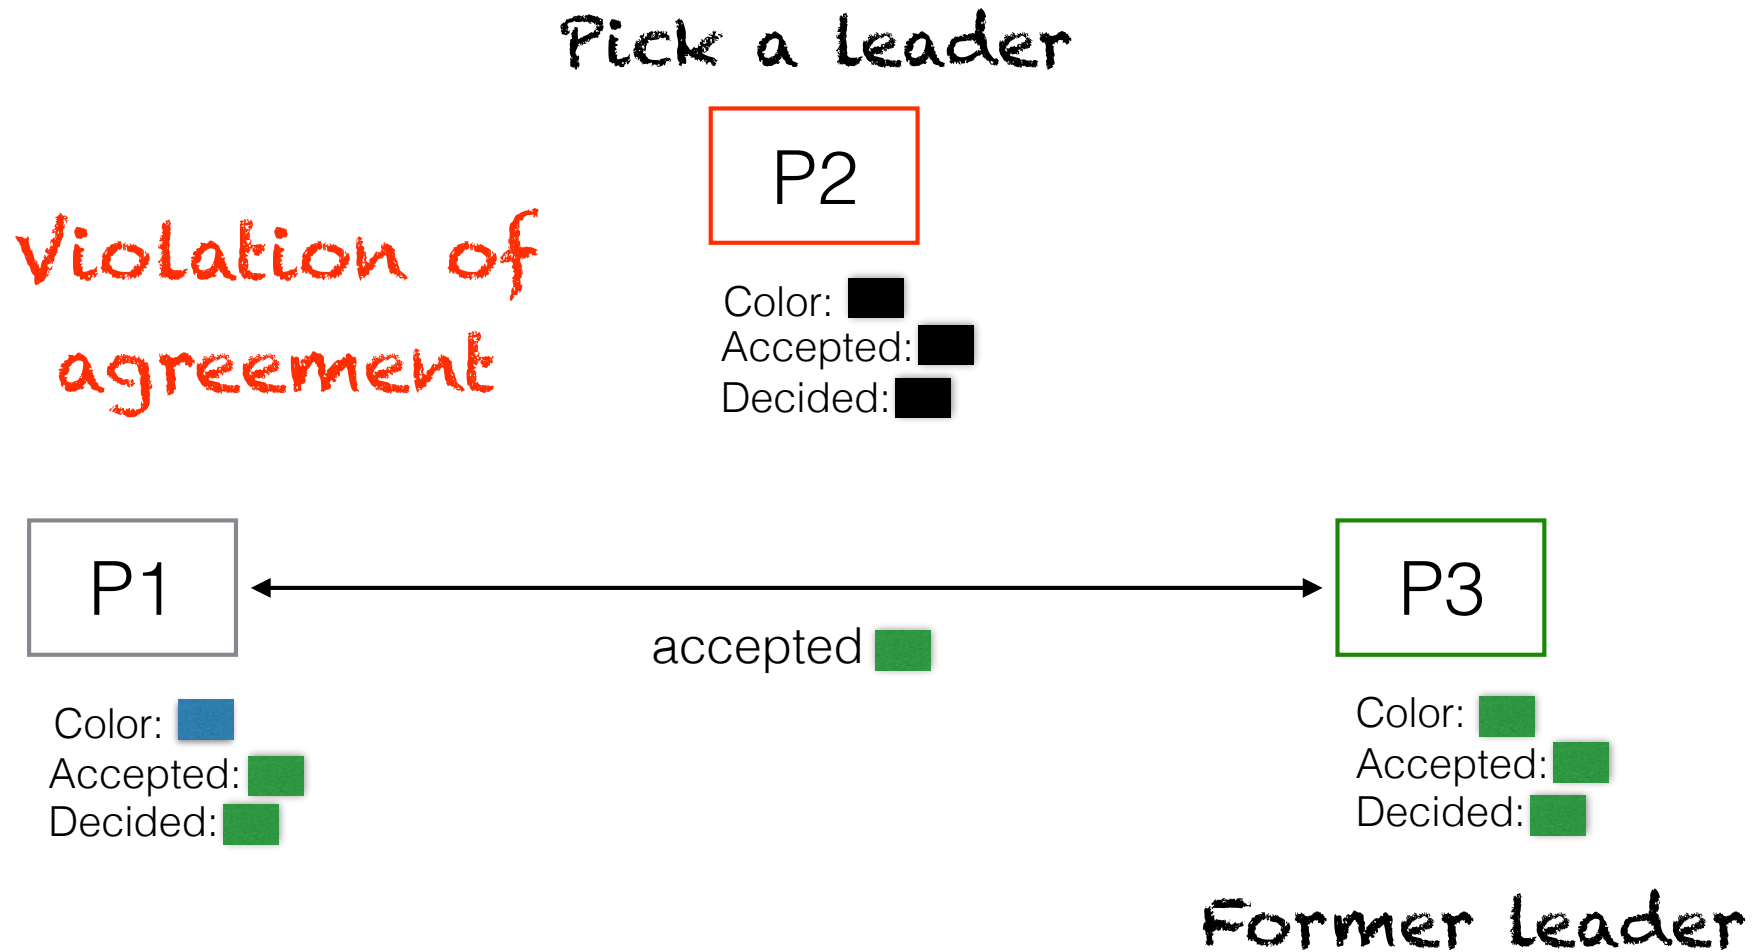 Pick a leader
P2
Violation of
agreement
Color:
Accepted:
Decided:
P1
P3
accepted
Color:
Accepted:
Decided:
Color:
Accepted:
Decided:
Former leader